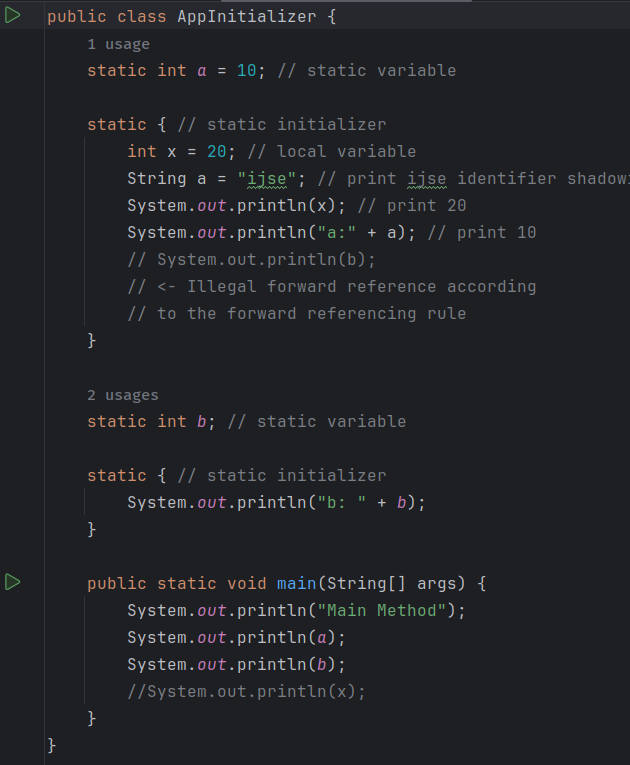 public class AppInitializer {
1 usage
static int a = 10; // static variable
static { // static initializer
int x = 20; // local variable
String a = "ijse"; // print ijse identifier
System.out.println(x); // print 20
System.out.println("a:" + a); // print 10
// System.out.println(b);
// <- Illegal forward reference according
// to the forward referencing rule
}
2 usages
static int b; // static variable
static { // static initializer
System.out.println("b: " + b);
}
public static void main(String[] args) {
System.out.println("Main Method");
System.out.println(a);
System.out.println(b);
//System.out.println(x);
}
}